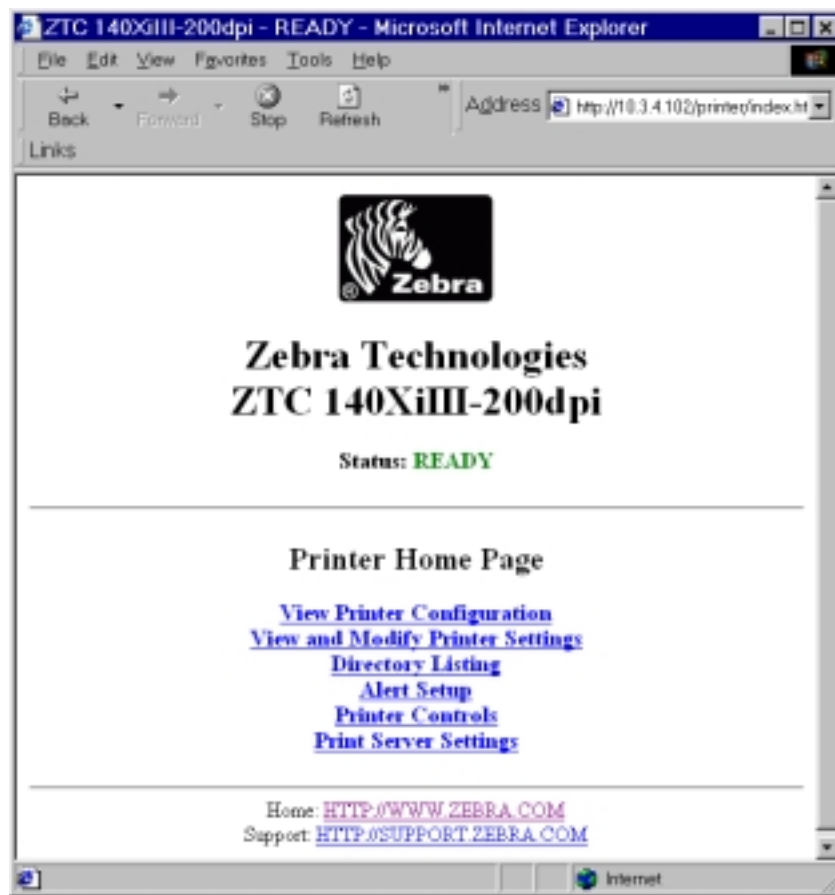 ZTC 140XiIII-200dpi - READY - Microsoft Internet Explorer
File Edit View Favorites Tools Help
Back Forward Stop Refresh » Address http://10.3.4.102/printer/index.ht
Links
Zebra
®
Zebra Technologies
ZTC 140XiIII-200dpi
Status: READY
Printer Home Page
View Printer Configuration
View and Modify Printer Settings
Directory Listing
Alert Setup
Printer Controls
Print Server Settings
Home: HTTP://WWW.ZEBRA.COM
Support: HTTP://SUPPORT.ZEBRA.COM
Internet